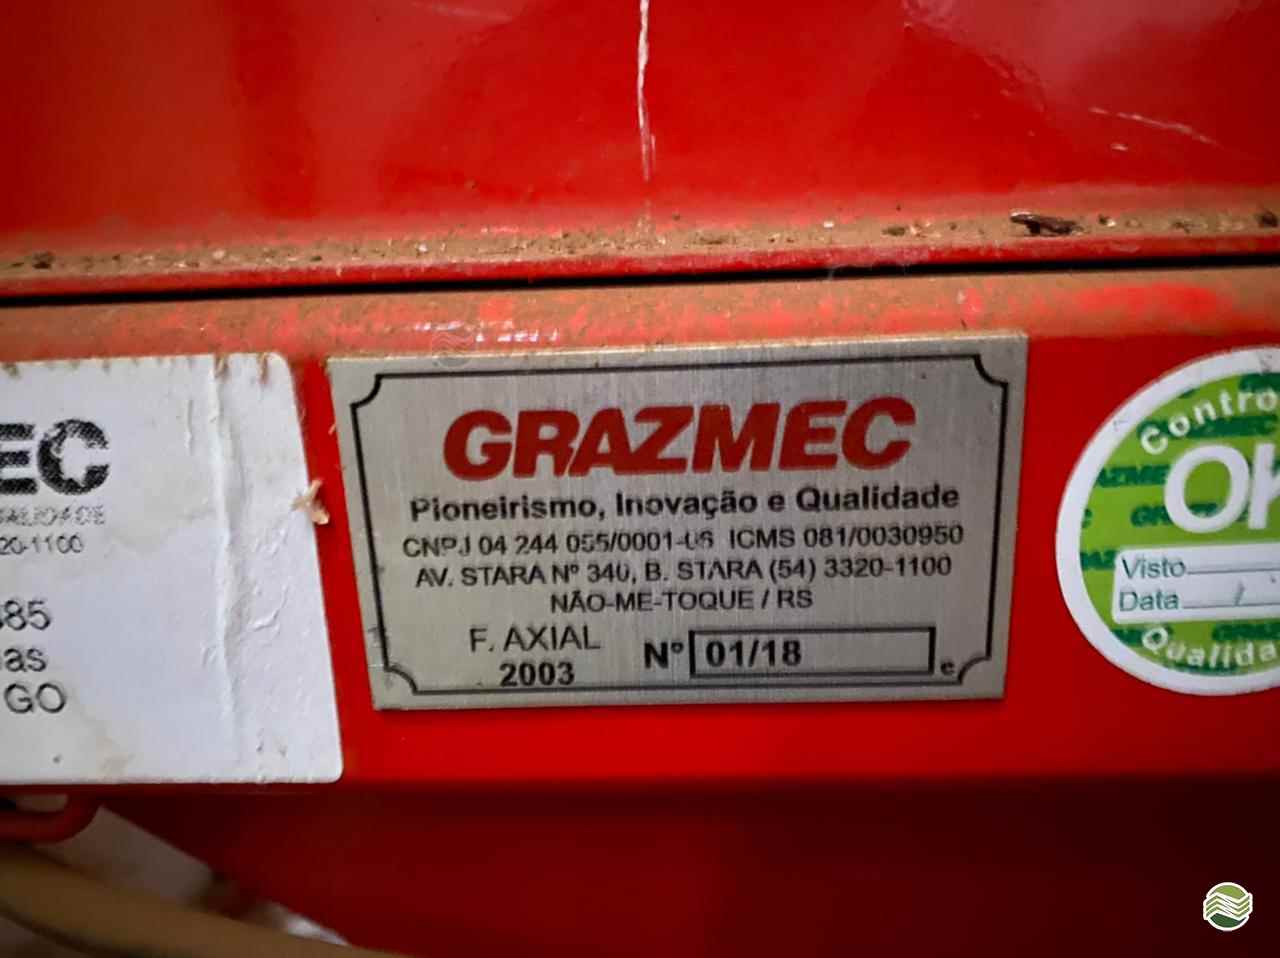 EC
20-1100
385
as
GO
GRAZMEC
Pioneirismo, Inovação e Qualidade
CNPJ 04 244 055/0001-06 ICMS 081/0030950
AV. STARA Nº 340, B. STARA (54) 3320-1100
NÃO-ME-TOQUE / RS
F. AXIAL
2003
Nº 01/18
e
Contro
OK
Visto
Data
Qualida